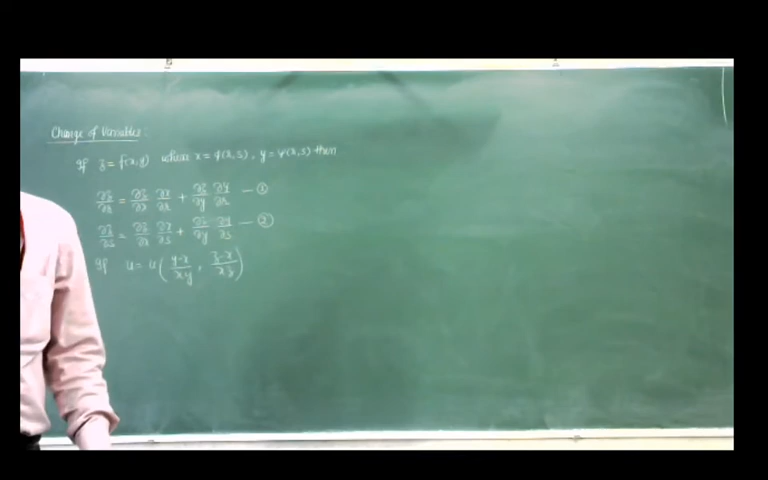 Change of Variables :
If z = f(x,y) where x = φ(r,s), y = ψ(r,s) then
∂z/∂r = ∂z/∂x ∂x/∂r + ∂z/∂y ∂y/∂r — ①
∂z/∂s = ∂z/∂x ∂x/∂s + ∂z/∂y ∂y/∂s — ②
If u = u( y-x/xy , z-x/xz )